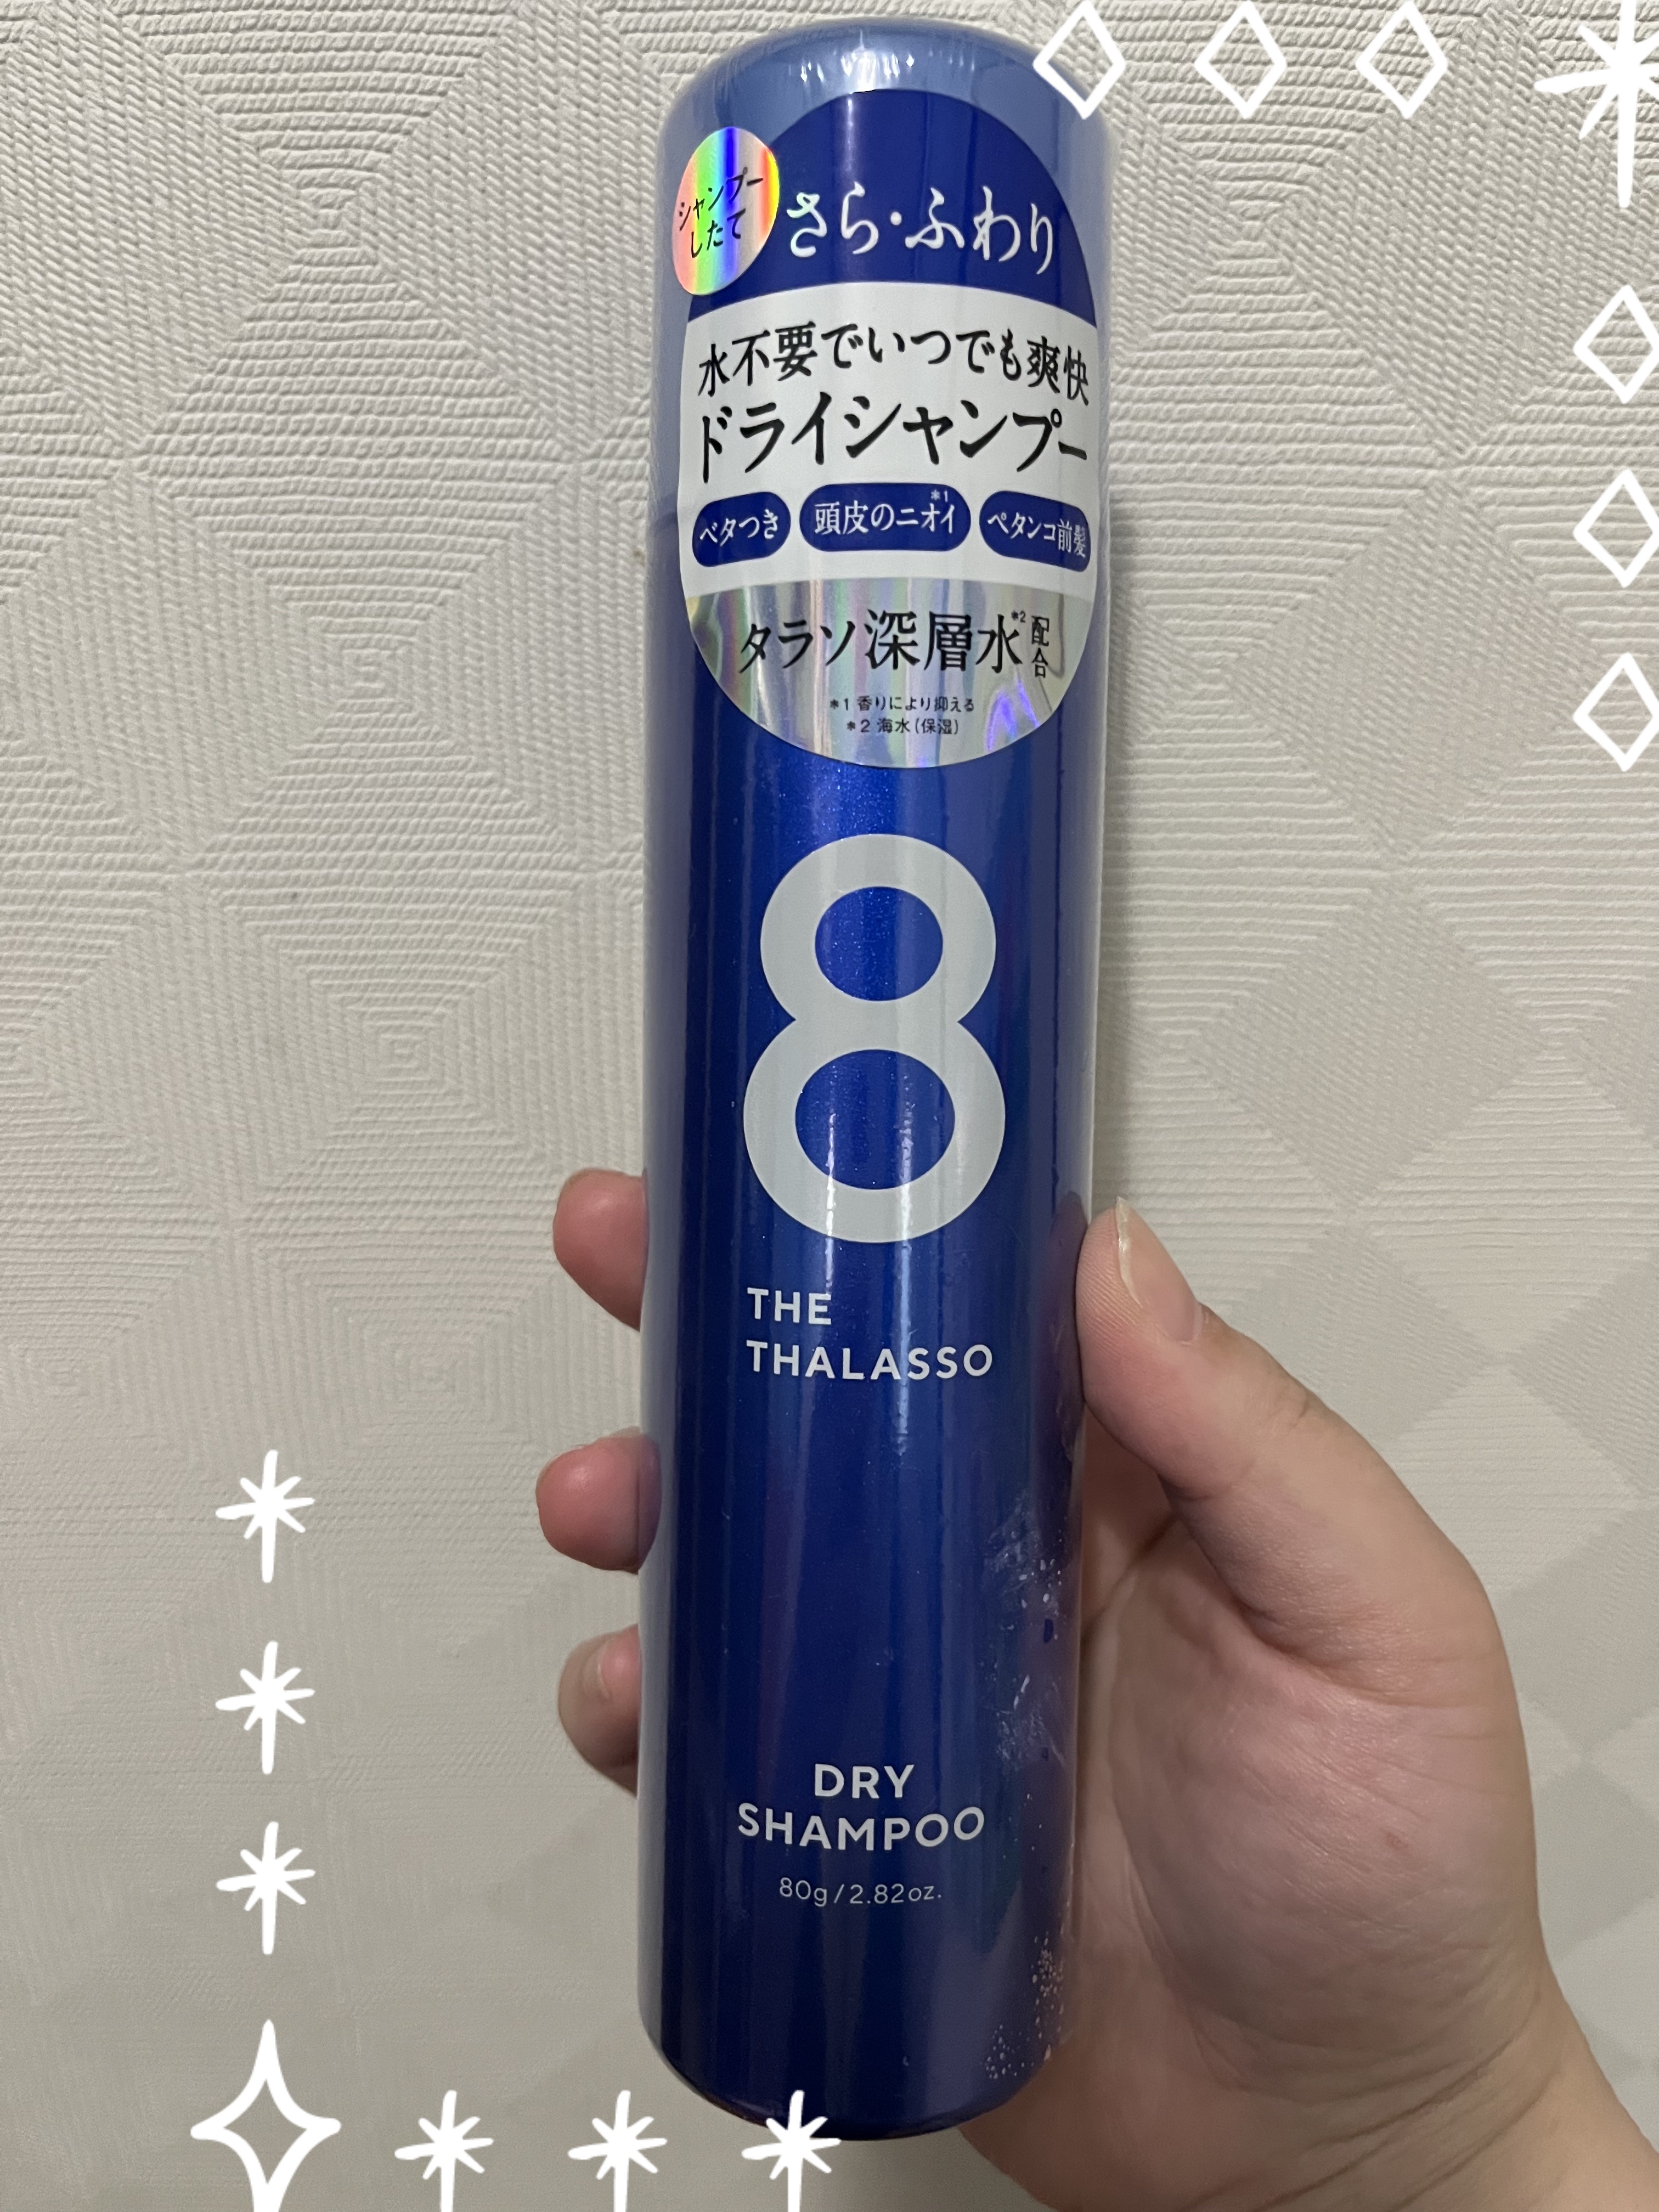 シャンプー
したて
さら・ふわり
水不要でいつでも爽快
ドライシャンプー
ベタつき 頭皮のニオイ*1 ペタンコ前髪
タラソ深層水*2配合
*1 香りにより抑える
*2 海水(保湿)
8
THE
THALASSO
DRY
SHAMPOO
80g/2.82oz.